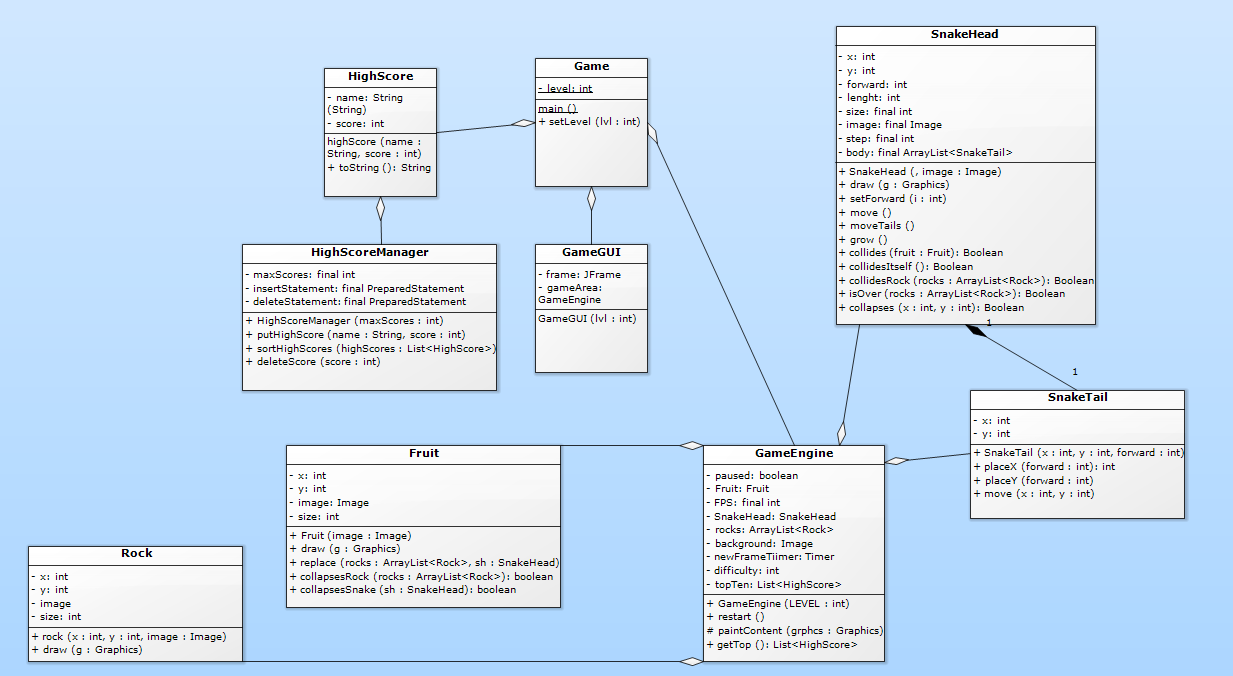 HighScore
- name: String
(String)
- score: int
highScore (name :
String, score : int)
+ toString (): String
Game
- level: int
main ()
+ setLevel (lvl : int)
SnakeHead
- x: int
- y: int
- forward: int
- lenght: int
- size: final int
- image: final Image
- step: final int
- body: final ArrayList<SnakeTail>
+ SnakeHead (, image : Image)
+ draw (g : Graphics)
+ setForward (i : int)
+ move ()
+ moveTails ()
+ grow ()
+ collides (fruit : Fruit): Boolean
+ collidesItself (): Boolean
+ collidesRock (rocks : ArrayList<Rock>): Boolean
+ isOver (rocks : ArrayList<Rock>): Boolean
+ collapses (x : int, y : int): Boolean
1
1
HighScoreManager
- maxScores: final int
- insertStatement: final PreparedStatement
- deleteStatement: final PreparedStatement
+ HighScoreManager (maxScores : int)
+ putHighScore (name : String, score : int)
+ sortHighScores (highScores : List<HighScore>)
+ deleteScore (score : int)
GameGUI
- frame: JFrame
- gameArea:
GameEngine
GameGUI (lvl : int)
SnakeTail
- x: int
- y: int
+ SnakeTail (x : int, y : int, forward : int)
+ placeX (forward : int): int
+ placeY (forward : int)
+ move (x : int, y : int)
Fruit
- x: int
- y: int
- image: Image
- size: int
+ Fruit (image : Image)
+ draw (g : Graphics)
+ replace (rocks : ArrayList<Rock>, sh : SnakeHead)
+ collapsesRock (rocks : ArrayList<Rock>): boolean
+ collapsesSnake (sh : SnakeHead): boolean
GameEngine
- paused: boolean
- Fruit: Fruit
- FPS: final int
- SnakeHead: SnakeHead
- rocks: ArrayList<Rock>
- background: Image
- newFrameTiimer: Timer
- difficulty: int
- topTen: List<HighScore>
+ GameEngine (LEVEL : int)
+ restart ()
# paintContent (grphcs : Graphics)
+ getTop (): List<HighScore>
Rock
- x: int
- y: int
- image
- size: int
+ rock (x : int, y : int, image : Image)
+ draw (g : Graphics)